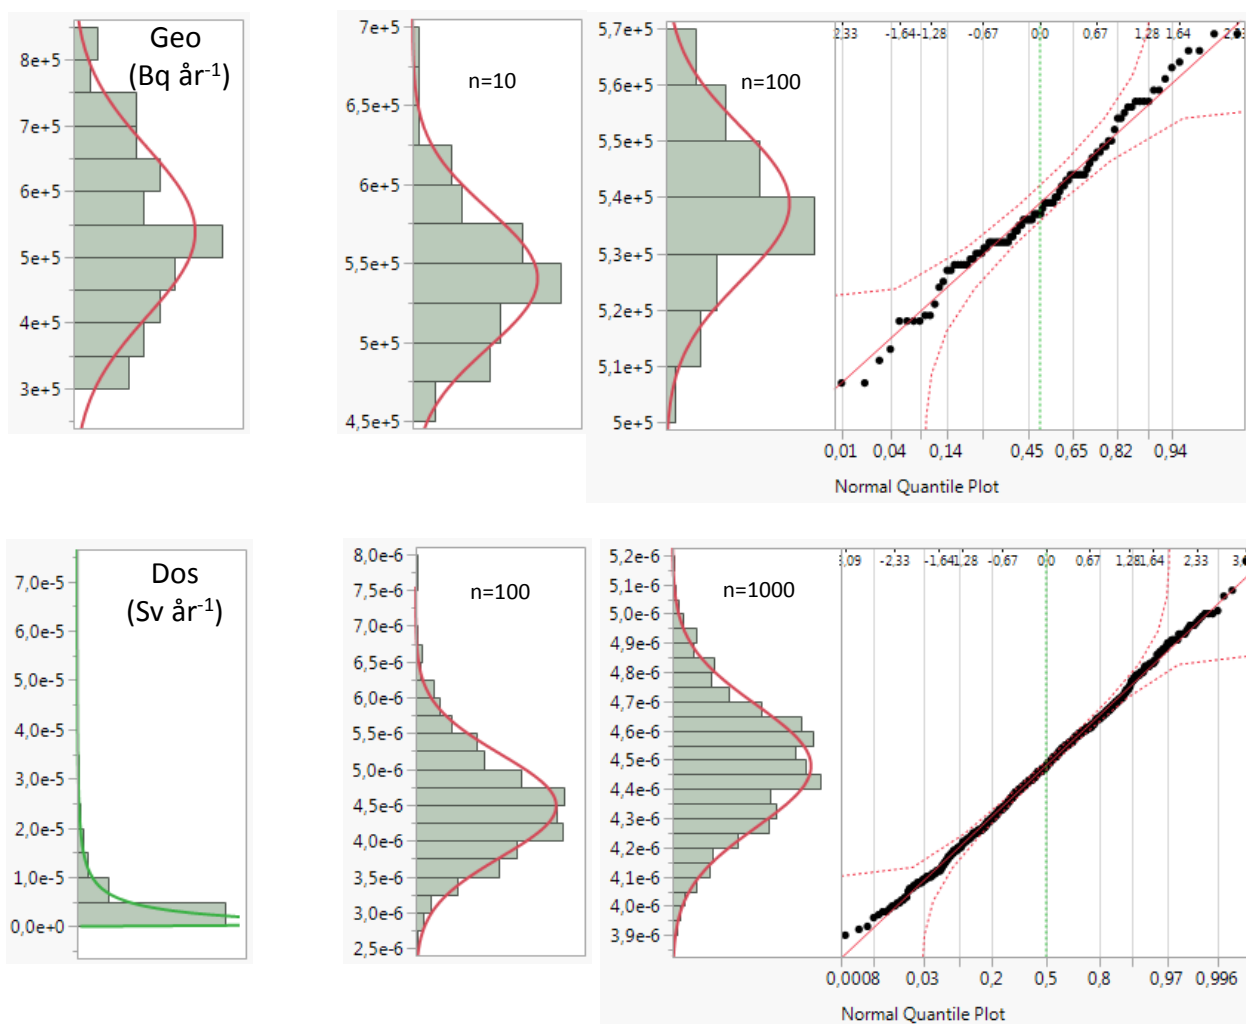 Geo
(Bq år-1)
8e+5
7e+5
6e+5
5e+5
4e+5
3e+5
n=10
7e+5
6,5e+5
6e+5
5,5e+5
5e+5
4,5e+5
n=100
5,7e+5
5,6e+5
5,5e+5
5,4e+5
5,3e+5
5,2e+5
5,1e+5
5e+5
2,33 -1,64 -1,28 -0,67 0,0 0,67 1,28 1,64
0,01 0,04 0,14 0,45 0,65 0,82 0,94
Normal Quantile Plot
Dos
(Sv år-1)
7,0e-5
6,0e-5
5,0e-5
4,0e-5
3,0e-5
2,0e-5
1,0e-5
0,0e+0
n=100
8,0e-6
7,5e-6
7,0e-6
6,5e-6
6,0e-6
5,5e-6
5,0e-6
4,5e-6
4,0e-6
3,5e-6
3,0e-6
2,5e-6
n=1000
5,2e-6
5,1e-6
5,0e-6
4,9e-6
4,8e-6
4,7e-6
4,6e-6
4,5e-6
4,4e-6
4,3e-6
4,2e-6
4,1e-6
4,0e-6
3,9e-6
3,09 -2,33 -1,64 1,28 -0,67 0,0 0,67 1,28 1,64 2,33
0,0008 0,03 0,2 0,5 0,8 0,97 0,996
Normal Quantile Plot